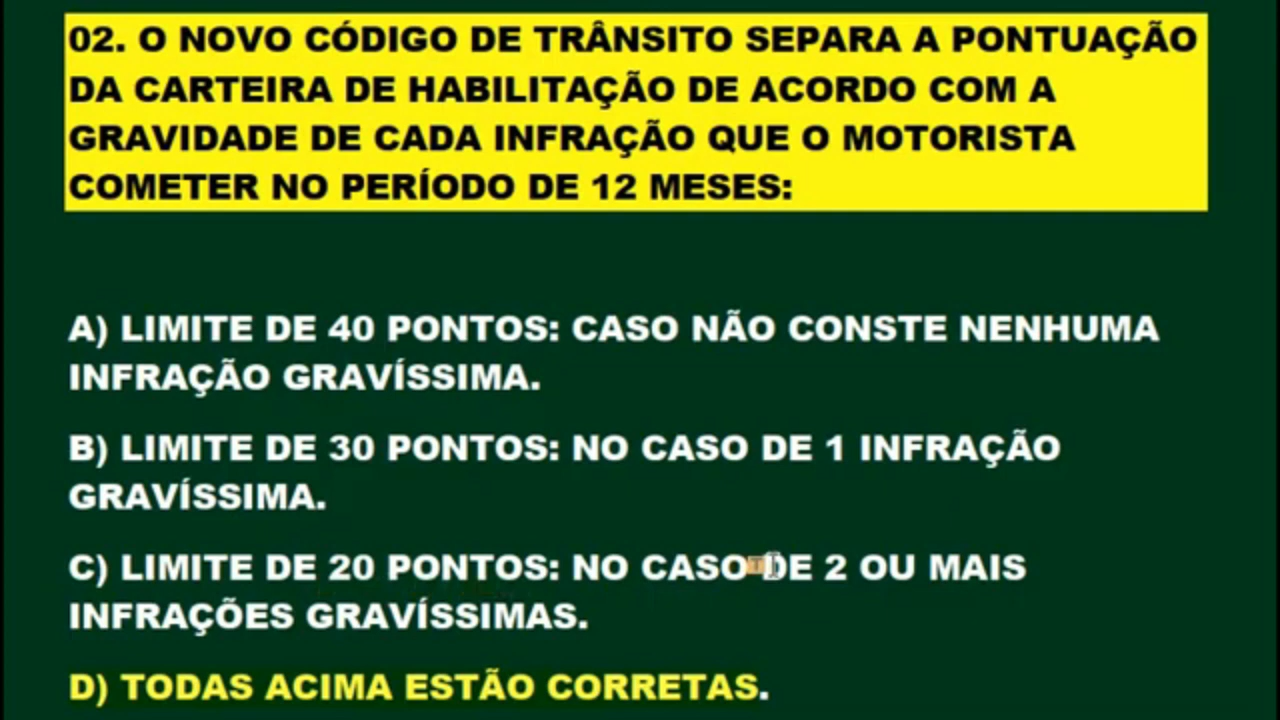 02. O NOVO CÓDIGO DE TRÂNSITO SEPARA A PONTUAÇÃO
DA CARTEIRA DE HABILITAÇÃO DE ACORDO COM A
GRAVIDADE DE CADA INFRAÇÃO QUE O MOTORISTA
COMETER NO PERÍODO DE 12 MESES:
A) LIMITE DE 40 PONTOS: CASO NÃO CONSTE NENHUMA
INFRAÇÃO GRAVÍSSIMA.
B) LIMITE DE 30 PONTOS: NO CASO DE 1 INFRAÇÃO
GRAVÍSSIMA.
C) LIMITE DE 20 PONTOS: NO CASO DE 2 OU MAIS
INFRAÇÕES GRAVÍSSIMAS.
D) TODAS ACIMA ESTÃO CORRETAS.